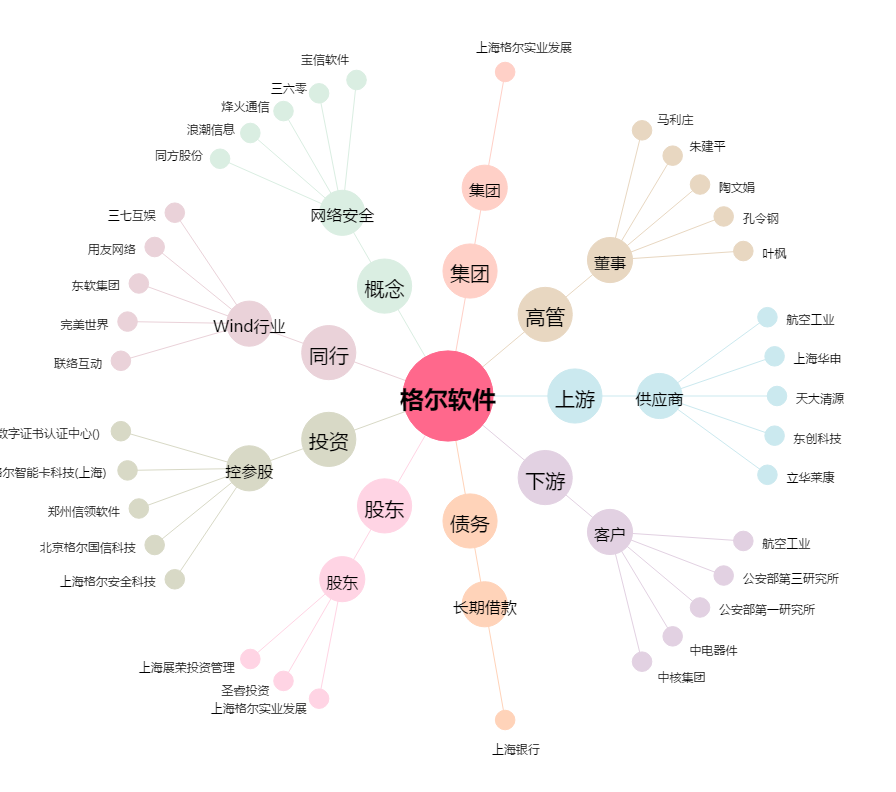 上海格尔实业发展
宝信软件
三六零
烽火通信
浪潮信息
同方股份
马利庄
朱建平
陶文娟
孔令钢
叶枫
集团
网络安全
三七互娱
用友网络
东软集团
完美世界
联络互动
董事
集团
概念
高管
Wind行业
同行
航空工业
上海华申
天大清源
东创科技
立华莱康
格尔软件
上游
供应商
数字证书认证中心()
格尔智能卡科技(上海)
郑州信领软件
北京格尔国信科技
上海格尔安全科技
投资
控参股
下游
股东
债务
客户
航空工业
公安部第三研究所
公安部第一研究所
中电器件
中核集团
股东
长期借款
上海展荣投资管理
圣睿投资
上海格尔实业发展
上海银行